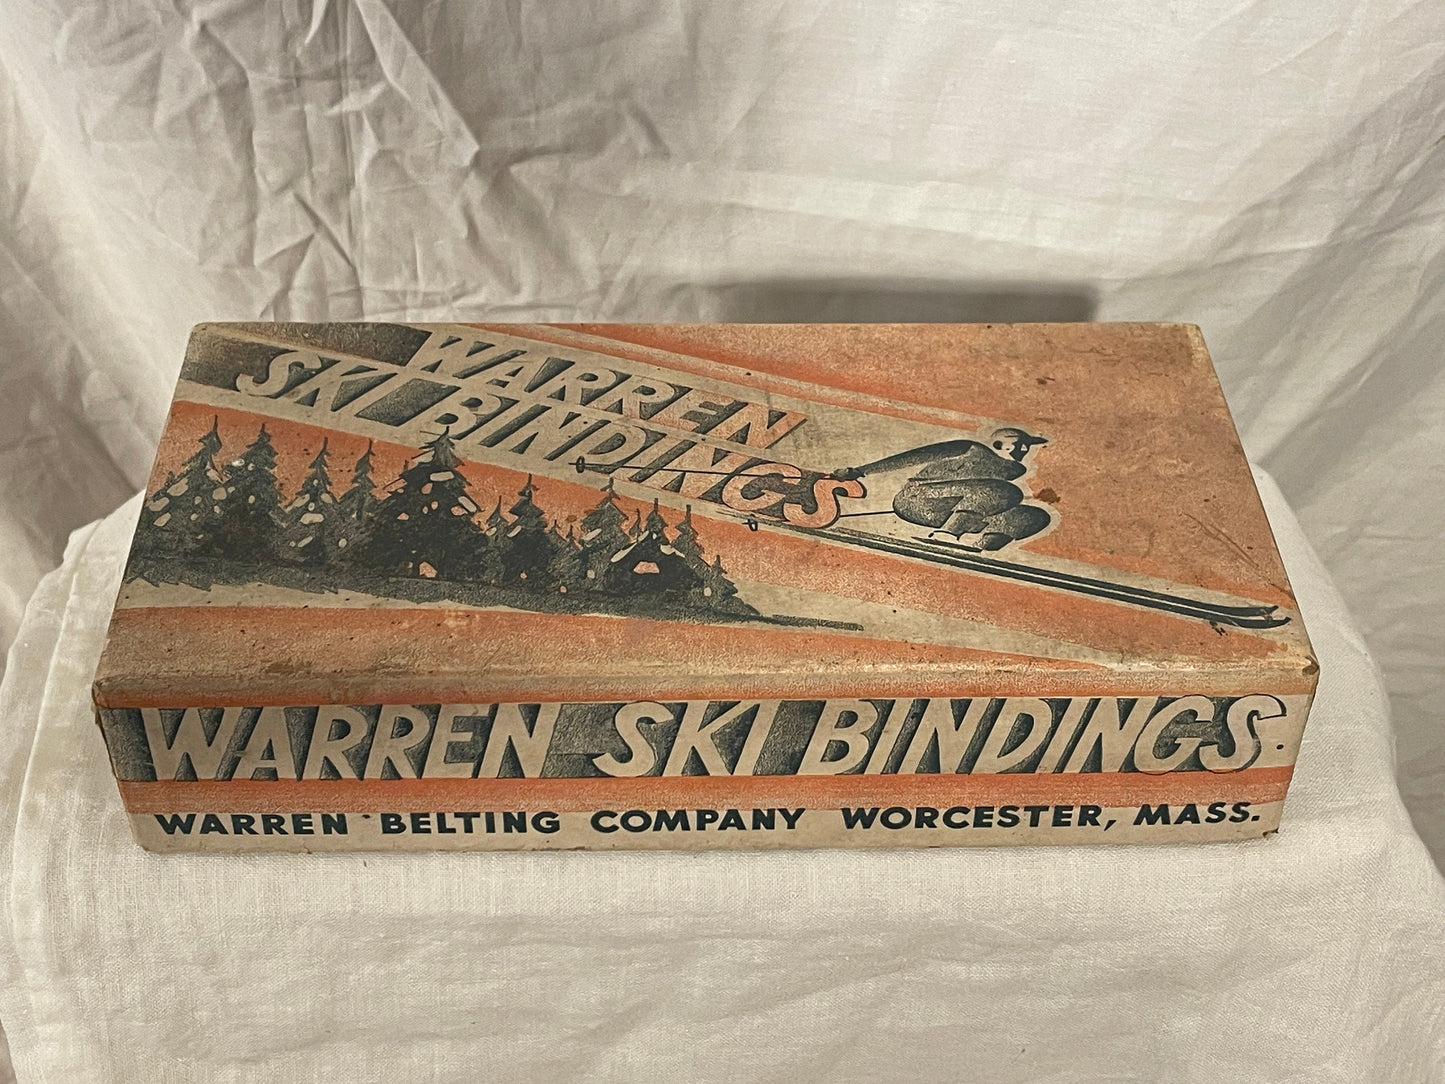 WARREN
SKI BINDINGS
WARREN SKI BINDINGS.
WARREN BELTING COMPANY WORCESTER, MASS.